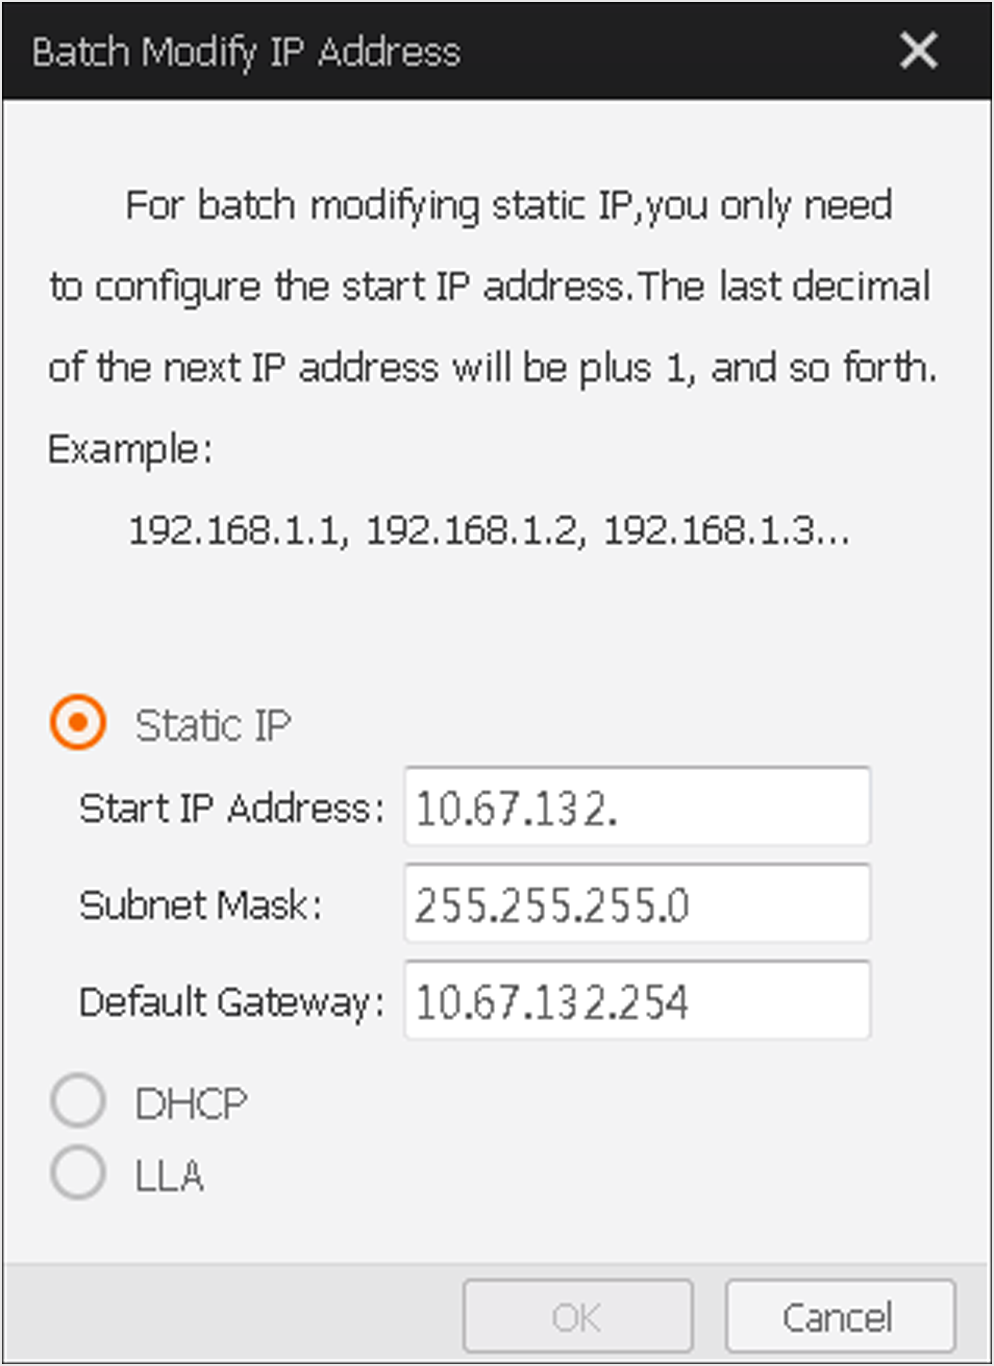 Batch Modify IP Address
For batch modifying static IP,you only need
to configure the start IP address.The last decimal
of the next IP address will be plus 1, and so forth.
Example:
192.168.1.1, 192.168.1.2, 192.168.1.3...
Static IP
Start IP Address: 10.67.132.
Subnet Mask: 255.255.255.0
Default Gateway: 10.67.132.254
DHCP
LLA
OK Cancel